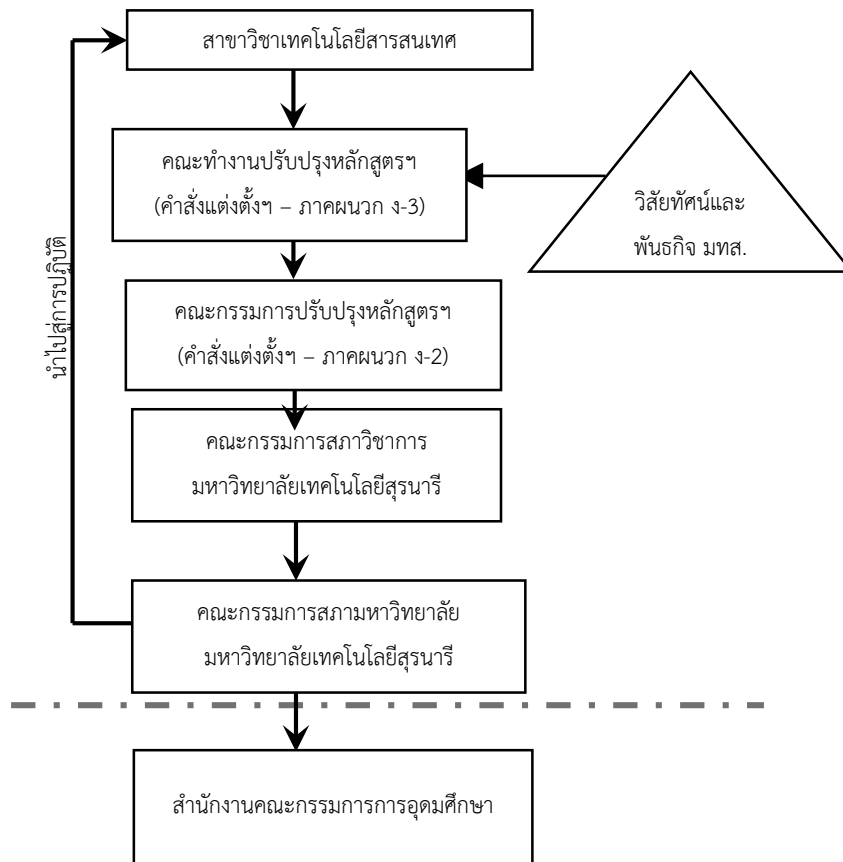 สาขาวิชาเทคโนโลยีสารสนเทศ
คณะทำงานปรับปรุงหลักสูตรฯ
(คำสั่งแต่งตั้งฯ – ภาคผนวก ง-3)
วิสัยทัศน์และ
พันธกิจ มทส.
นำไปสู่การปฏิบัติ
คณะกรรมการปรับปรุงหลักสูตรฯ
(คำสั่งแต่งตั้งฯ – ภาคผนวก ง-2)
คณะกรรมการสภาวิชาการ
มหาวิทยาลัยเทคโนโลยีสุรนารี
คณะกรรมการสภามหาวิทยาลัย
มหาวิทยาลัยเทคโนโลยีสุรนารี
สำนักงานคณะกรรมการการอุดมศึกษา